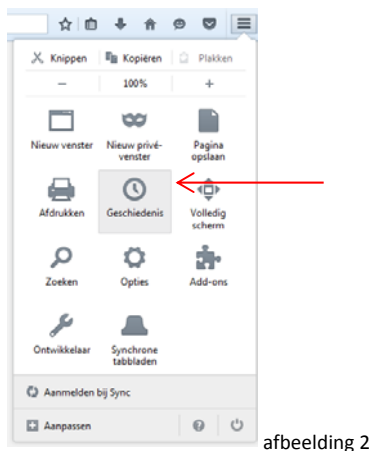 Knippen Kopiëren Plakken
− 100% +
Nieuw venster Nieuw privé- Pagina
venster opslaan
Afdrukken Geschiedenis Volledig
scherm
Zoeken Opties Add-ons
Ontwikkelaar Synchrone
tabbladen
Aanmelden bij Sync
Aanpassen
afbeelding 2